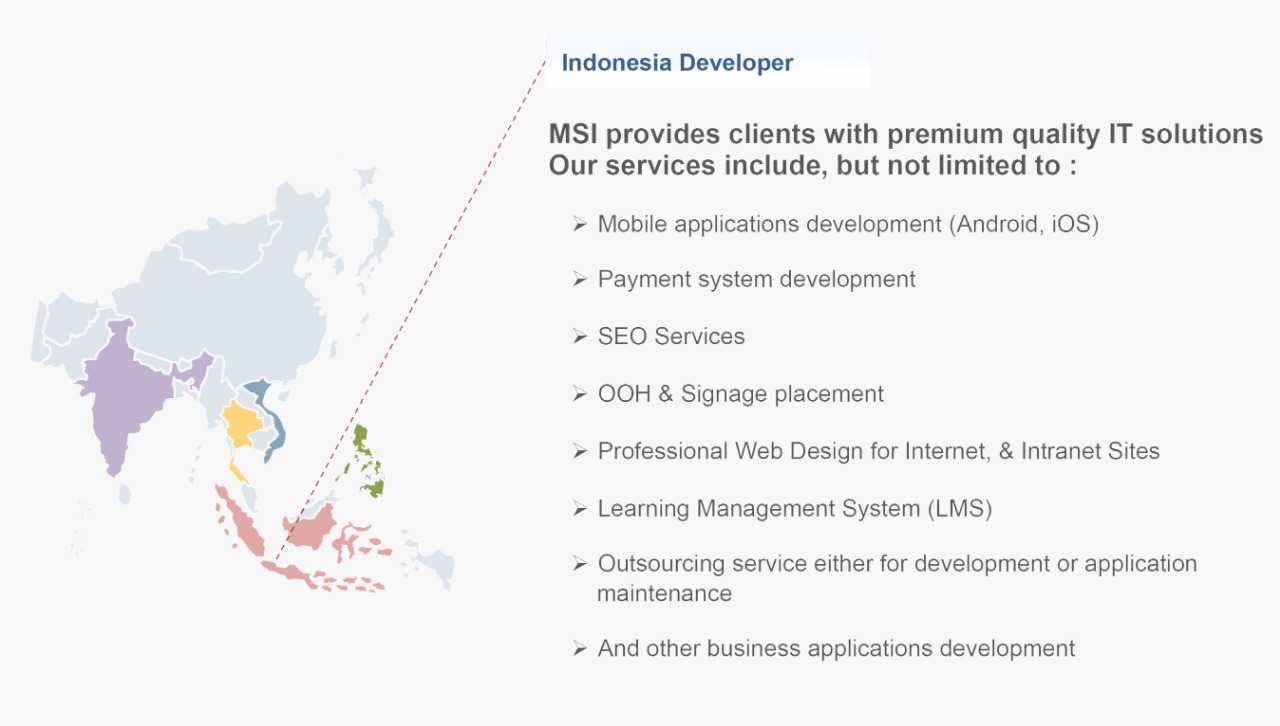 Indonesia Developer
MSI provides clients with premium quality IT solutions
Our services include, but not limited to :
➢ Mobile applications development (Android, iOS)
➢ Payment system development
➢ SEO Services
➢ OOH & Signage placement
➢ Professional Web Design for Internet, & Intranet Sites
➢ Learning Management System (LMS)
➢ Outsourcing service either for development or application
maintenance
➢ And other business applications development